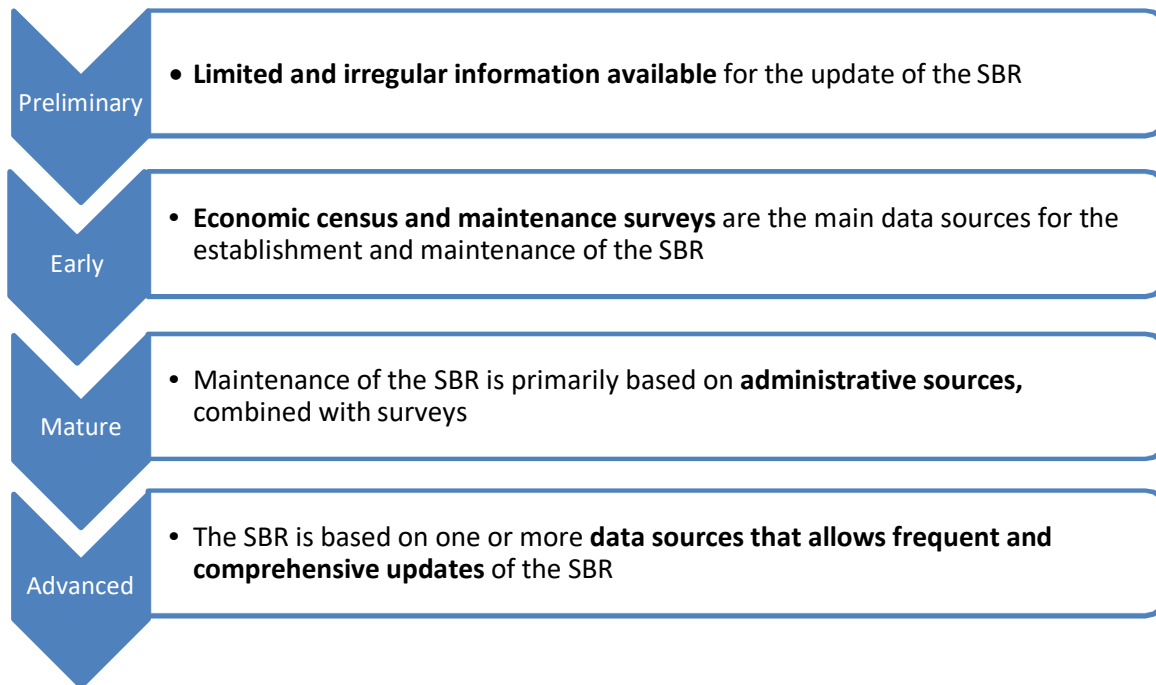 Preliminary
• Limited and irregular information available for the update of the SBR
Early
• Economic census and maintenance surveys are the main data sources for the
establishment and maintenance of the SBR
Mature
• Maintenance of the SBR is primarily based on administrative sources,
combined with surveys
Advanced
• The SBR is based on one or more data sources that allows frequent and
comprehensive updates of the SBR